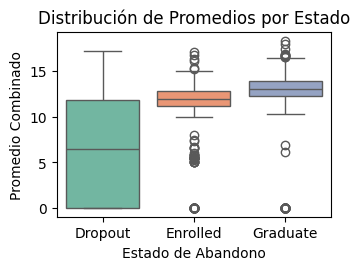 Distribución de Promedios por Estado
Promedio Combinado
15
10
5
0
Dropout Enrolled Graduate
Estado de Abandono